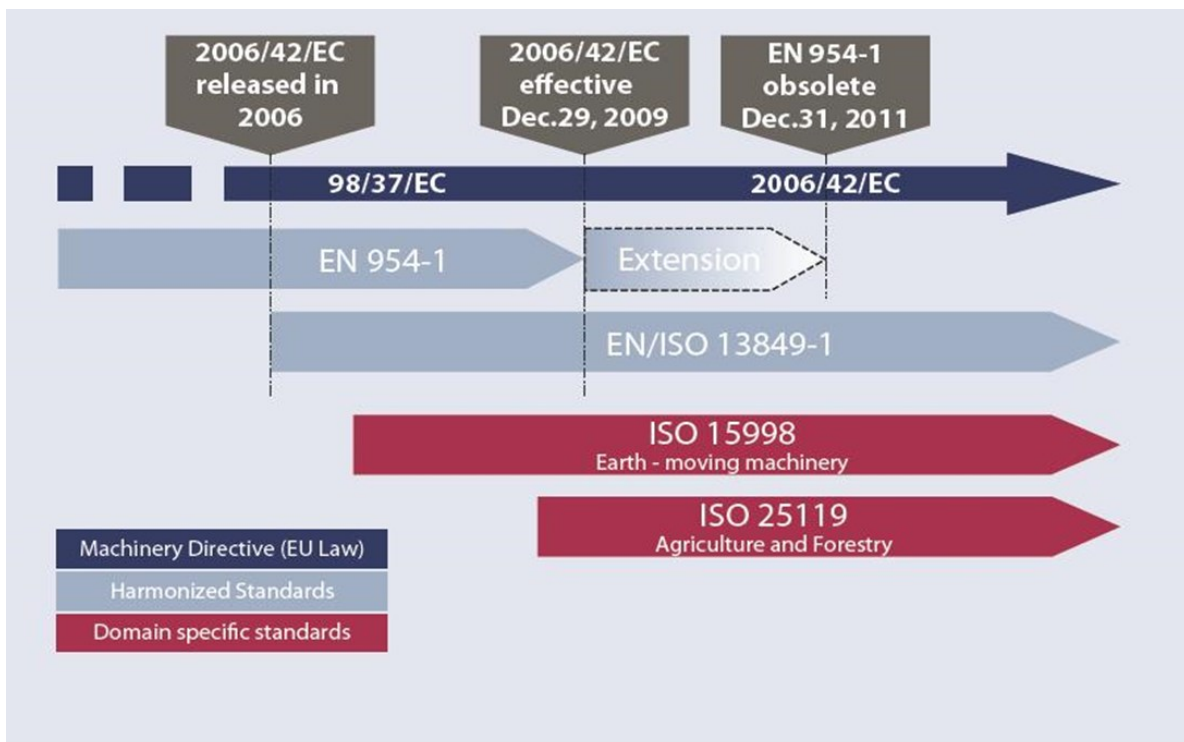 2006/42/EC
released in
2006
2006/42/EC
effective
Dec.29, 2009
EN 954-1
obsolete
Dec.31, 2011
98/37/EC
2006/42/EC
EN 954-1
Extension
EN/ISO 13849-1
ISO 15998
Earth - moving machinery
ISO 25119
Agriculture and Forestry
Machinery Directive (EU Law)
Harmonized Standards
Domain specific standards